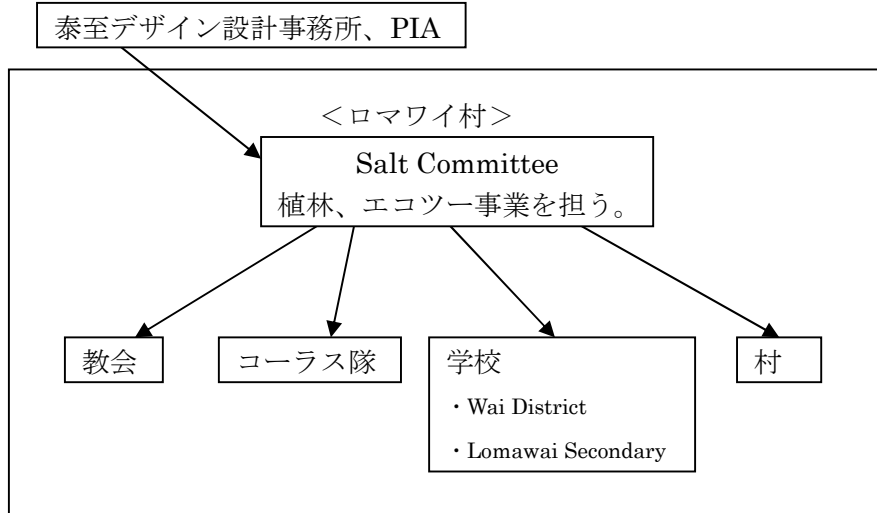 泰至デザイン設計事務所、PIA
＜ロマワイ村＞
Salt Committee
植林、エコツー事業を担う。
教会
コーラス隊
学校
・Wai District
・Lomawai Secondary
村